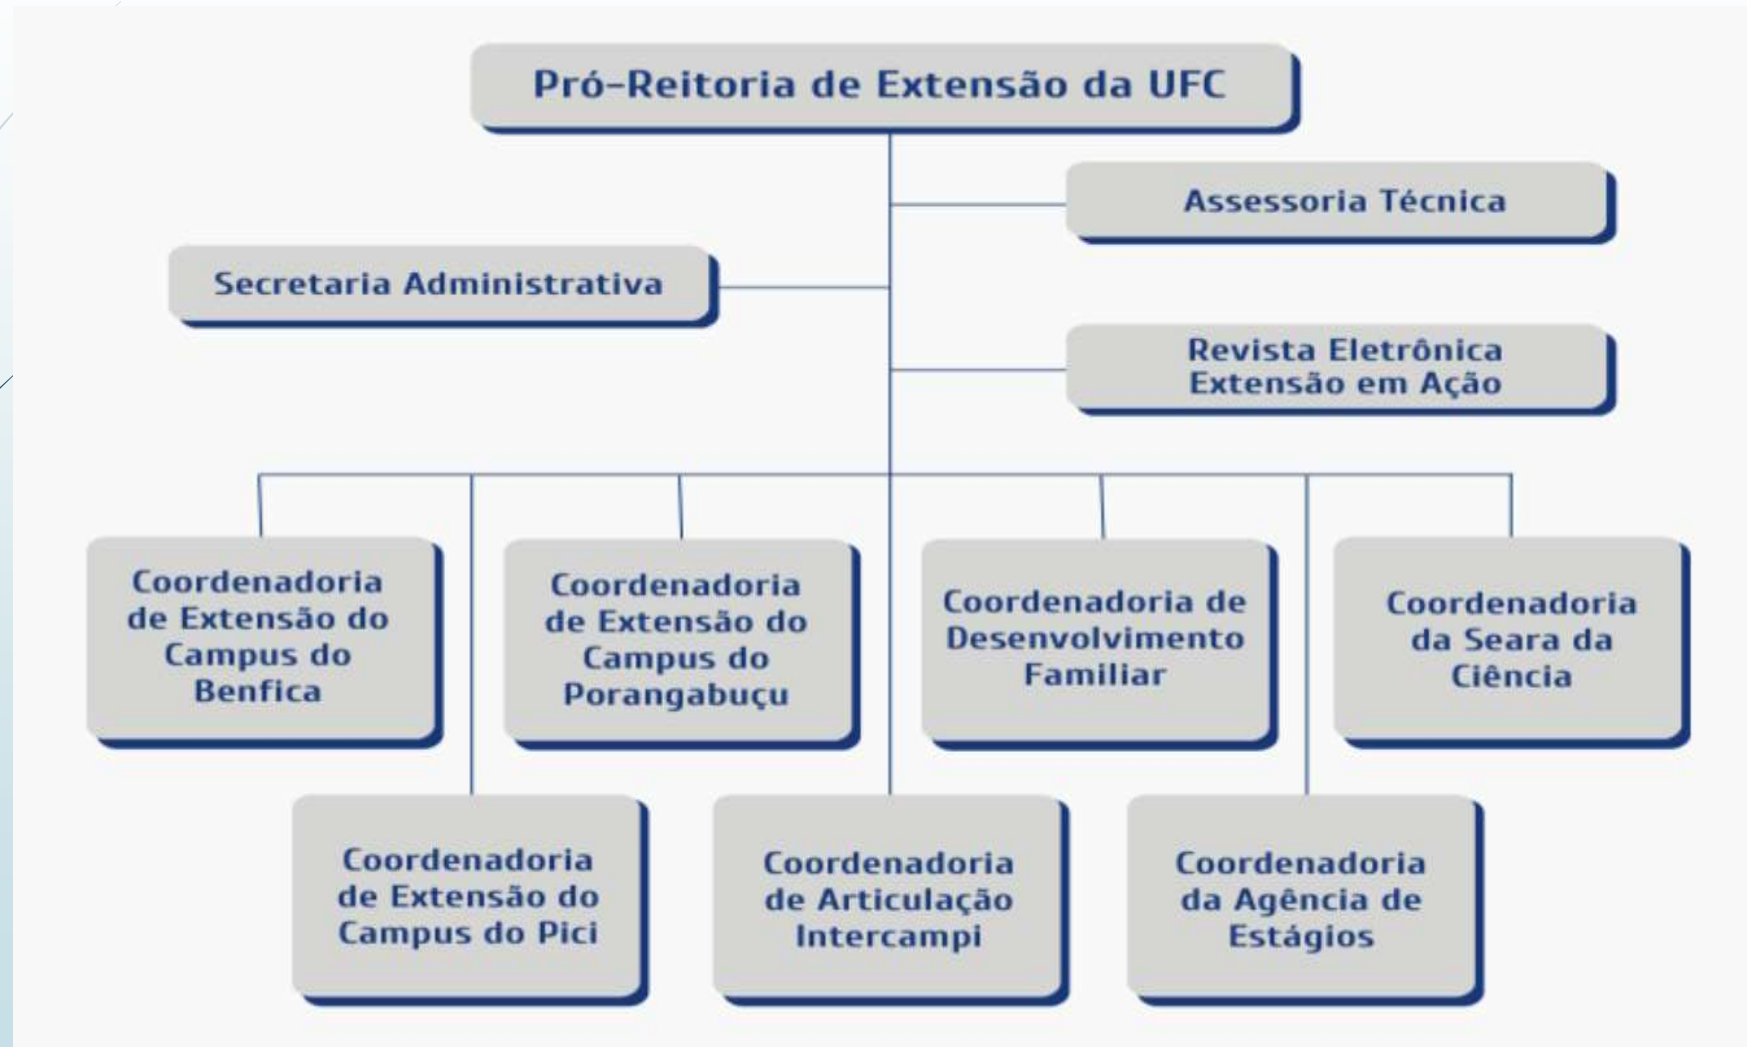 Pró-Reitoria de Extensão da UFC
Assessoria Técnica
Secretaria Administrativa
Revista Eletrônica
Extensão em Ação
Coordenadoria
de Extensão do
Campus do
Benfica
Coordenadoria
de Extensão do
Campus do
Porangabuçu
Coordenadoria de
Desenvolvimento
Familiar
Coordenadoria
da Seara da
Ciência
Coordenadoria
de Extensão do
Campus do Pici
Coordenadoria
de Articulação
Intercampi
Coordenadoria
da Agência de
Estágios